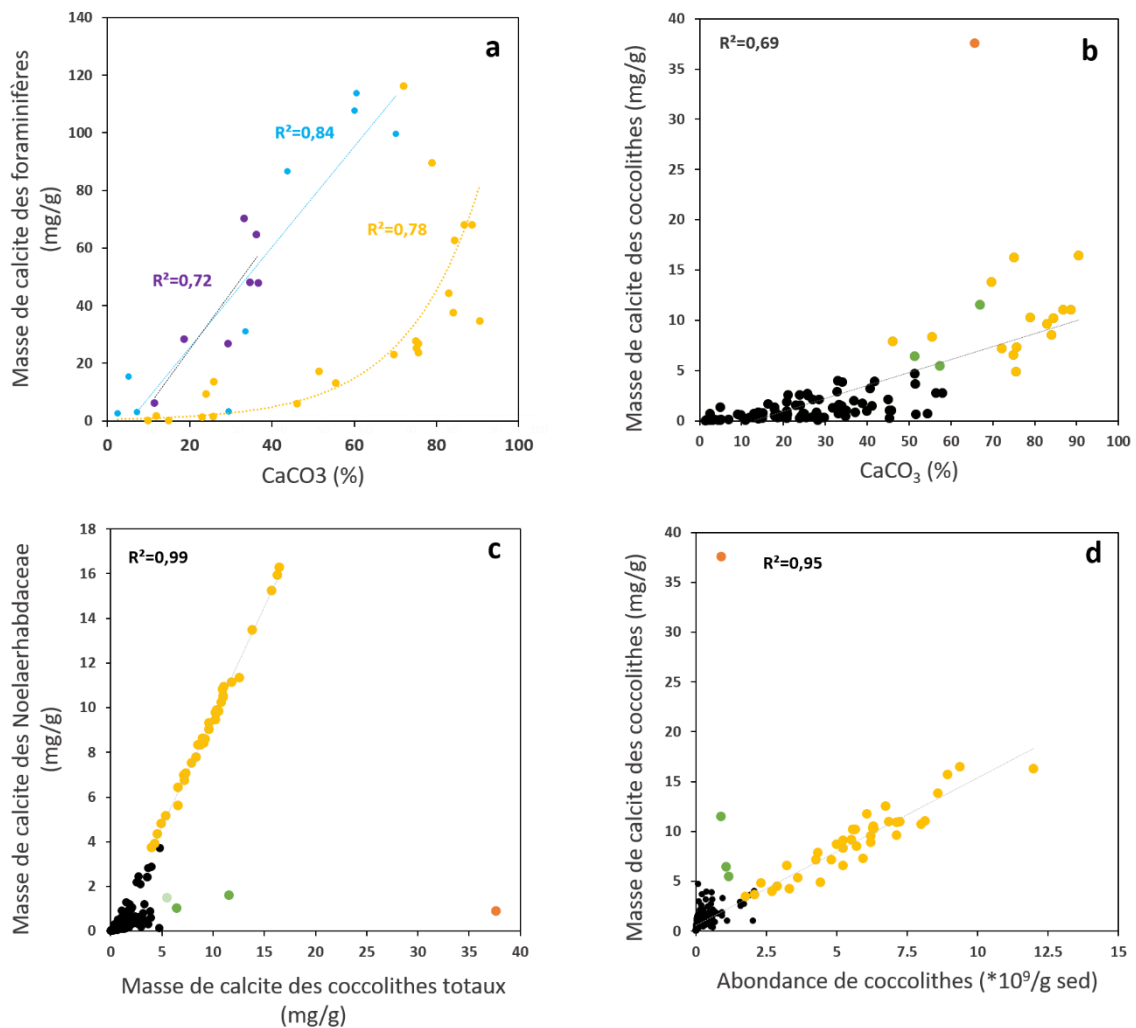 a
Masse de calcite des foraminifères
(mg/g)
140
120
100
80
60
40
20
0
R²=0,84
R²=0,78
R²=0,72
0 20 40 60 80 100
CaCO3 (%)
b
R²=0,69
Masse de calcite des coccolithes (mg/g)
40
35
30
25
20
15
10
5
0
0 10 20 30 40 50 60 70 80 90 100
CaCO₃ (%)
c
R²=0,99
Masse de calcite des Noelaerhabdaceae
(mg/g)
18
16
14
12
10
8
6
4
2
0
0 5 10 15 20 25 30 35 40
Masse de calcite des coccolithes totaux
(mg/g)
d
R²=0,95
Masse de calcite des coccolithes (mg/g)
40
35
30
25
20
15
10
5
0
0 2.5 5 7.5 10 12.5 15
Abondance de coccolithes (*10⁹/g sed)